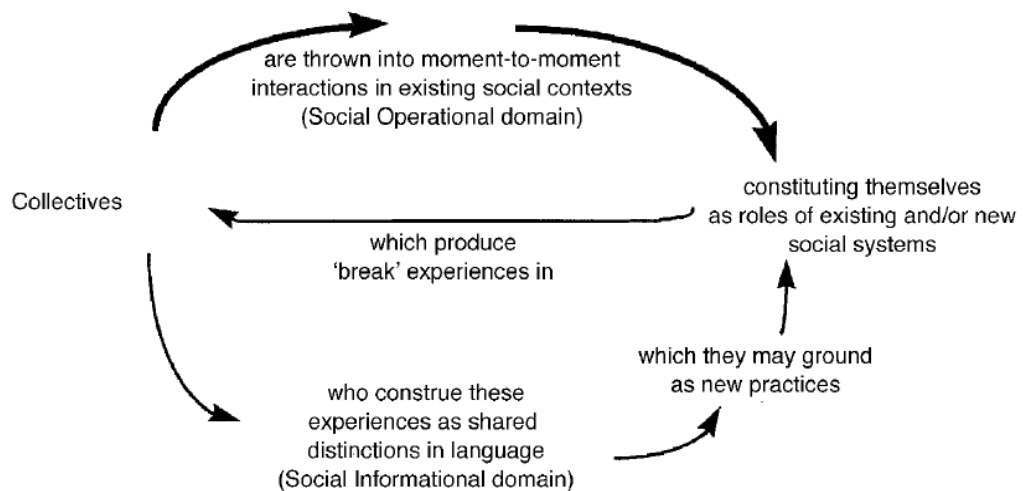 are thrown into moment-to-moment
interactions in existing social contexts
(Social Operational domain)
Collectives
constituting themselves
as roles of existing and/or new
social systems
which produce
‘break’ experiences in
which they may ground
as new practices
who construe these
experiences as shared
distinctions in language
(Social Informational domain)